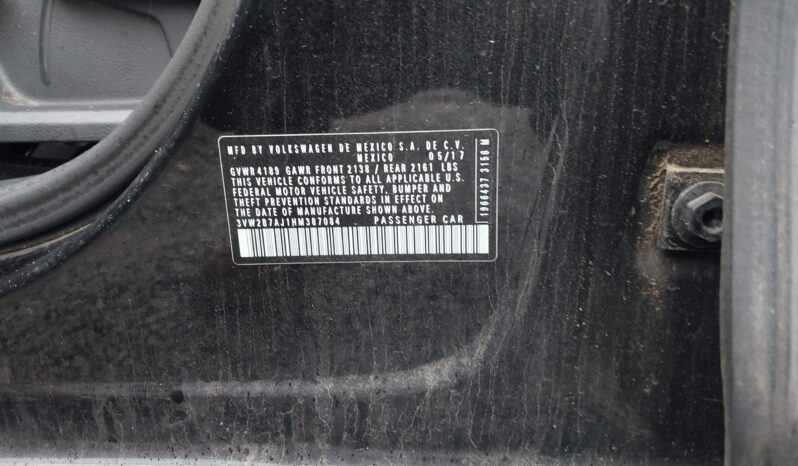 MFD BY VOLKSWAGEN DE MEXICO S.A. DE C.V.
MEXICO 05/17
GVWR 4189 GAWR FRONT 2138 / REAR 2161 LBS
THIS VEHICLE CONFORMS TO ALL APPLICABLE U.S.
FEDERAL MOTOR VEHICLE SAFETY, BUMPER AND
THEFT PREVENTION STANDARDS IN EFFECT ON
THE DATE OF MANUFACTURE SHOWN ABOVE.
3VW2B7AJ1HM387084 PASSENGER CAR
1966437 3156 M